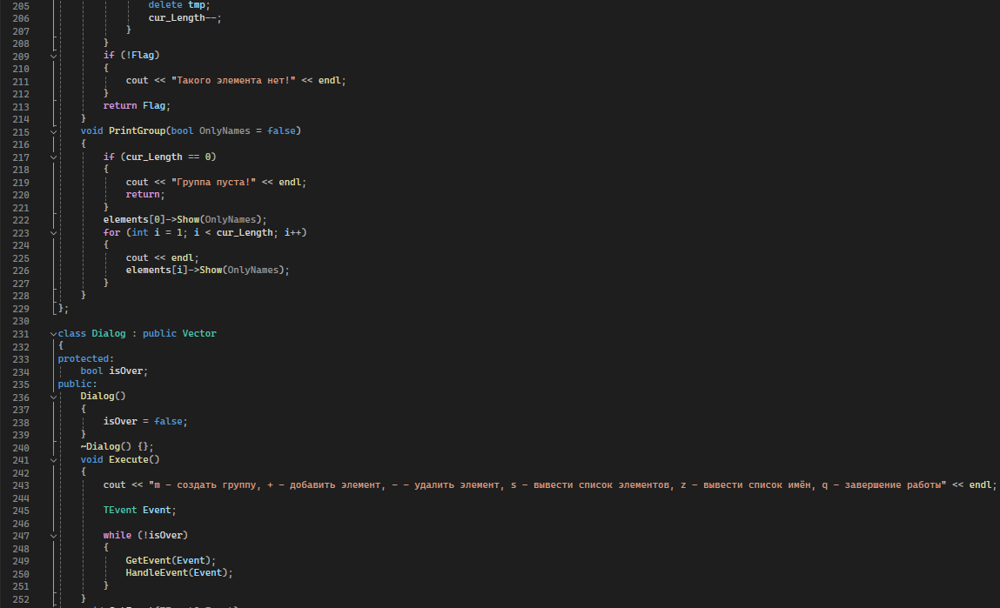 205 delete tmp;
206 cur_Length--;
207 }
208 }
209 if (!Flag)
210 {
211 cout << "Такого элемента нет!" << endl;
212 }
213 return Flag;
214 }
215 void PrintGroup(bool OnlyNames = false)
216 {
217 if (cur_Length == 0)
218 {
219 cout << "Группа пуста!" << endl;
220 return;
221 }
222 elements[0]->Show(OnlyNames);
223 for (int i = 1; i < cur_Length; i++)
224 {
225 cout << endl;
226 elements[i]->Show(OnlyNames);
227 }
228 }
229 };
230
231 class Dialog : public Vector
232 {
233 protected:
234 bool isOver;
235 public:
236 Dialog()
237 {
238 isOver = false;
239 }
240 ~Dialog() {};
241 void Execute()
242 {
243 cout << "m - создать группу, + - добавить элемент, - - удалить элемент, s - вывести список элементов, z - вывести список имён, q - завершение работы" << endl;
244
245 TEvent Event;
246
247 while (!isOver)
248 {
249 GetEvent(Event);
250 HandleEvent(Event);
251 }
252 }